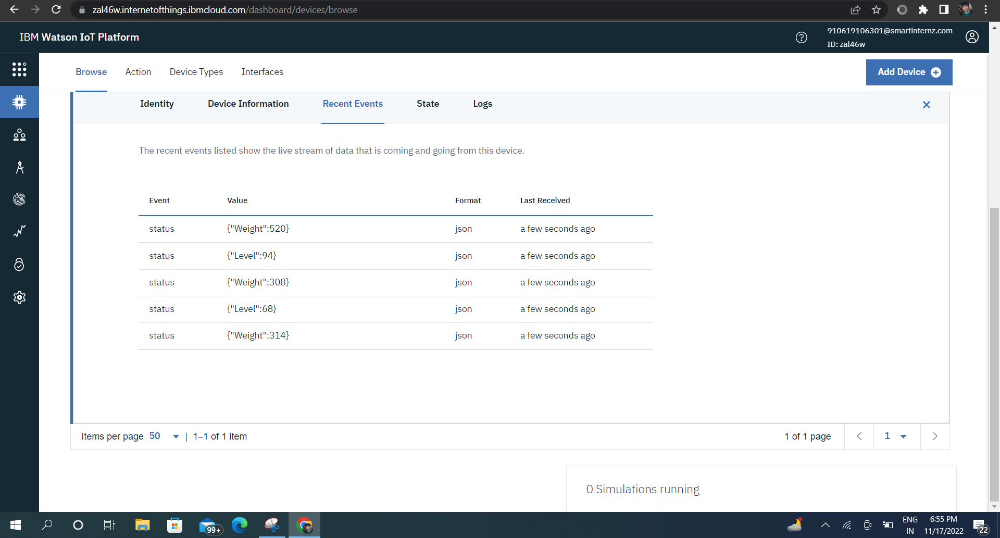 zal46w.internetofthings.ibmcloud.com/dashboard/devices/browse
IBM Watson IoT Platform
910619106301@smartinternz.com
ID: zal46w
Browse Action Device Types Interfaces
Add Device
Identity Device Information Recent Events State Logs
The recent events listed show the live stream of data that is coming and going from this device.
Event Value Format Last Received
status {"Weight":520} json a few seconds ago
status {"Level":94} json a few seconds ago
status {"Weight":308} json a few seconds ago
status {"Level":68} json a few seconds ago
status {"Weight":314} json a few seconds ago
Items per page 50 | 1–1 of 1 item 1 of 1 page 1
0 Simulations running
99+
ENG
IN
6:55 PM
11/17/2022
22